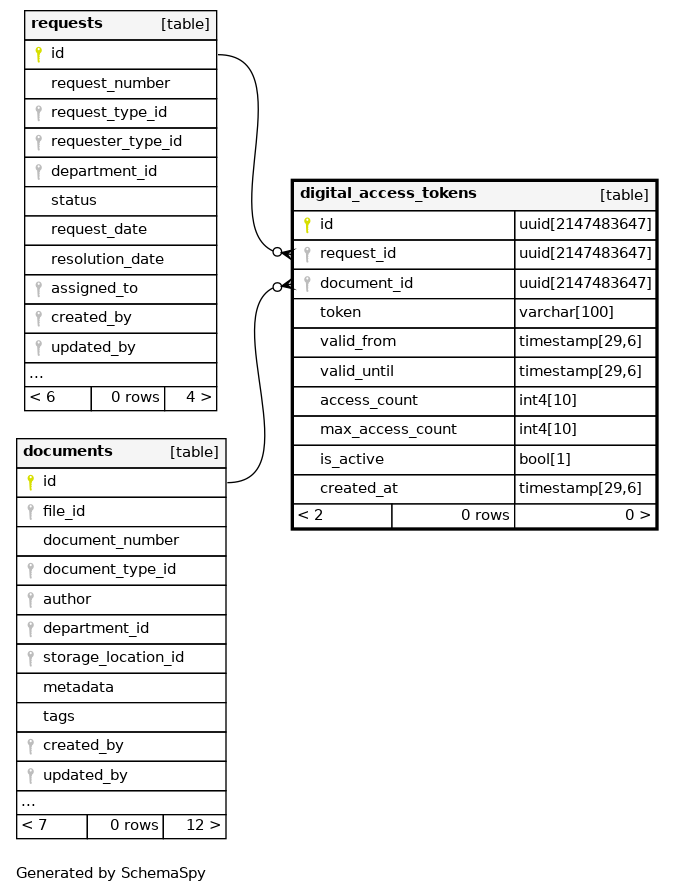 requests [table]
id
request_number
request_type_id
requester_type_id
department_id
status
request_date
resolution_date
assigned_to
created_by
updated_by
...
< 6 0 rows 4 >
digital_access_tokens [table]
id uuid[2147483647]
request_id uuid[2147483647]
document_id uuid[2147483647]
token varchar[100]
valid_from timestamp[29,6]
valid_until timestamp[29,6]
access_count int4[10]
max_access_count int4[10]
is_active bool[1]
created_at timestamp[29,6]
< 2 0 rows 0 >
documents [table]
id
file_id
document_number
document_type_id
author
department_id
storage_location_id
metadata
tags
created_by
updated_by
...
< 7 0 rows 12 >
Generated by SchemaSpy